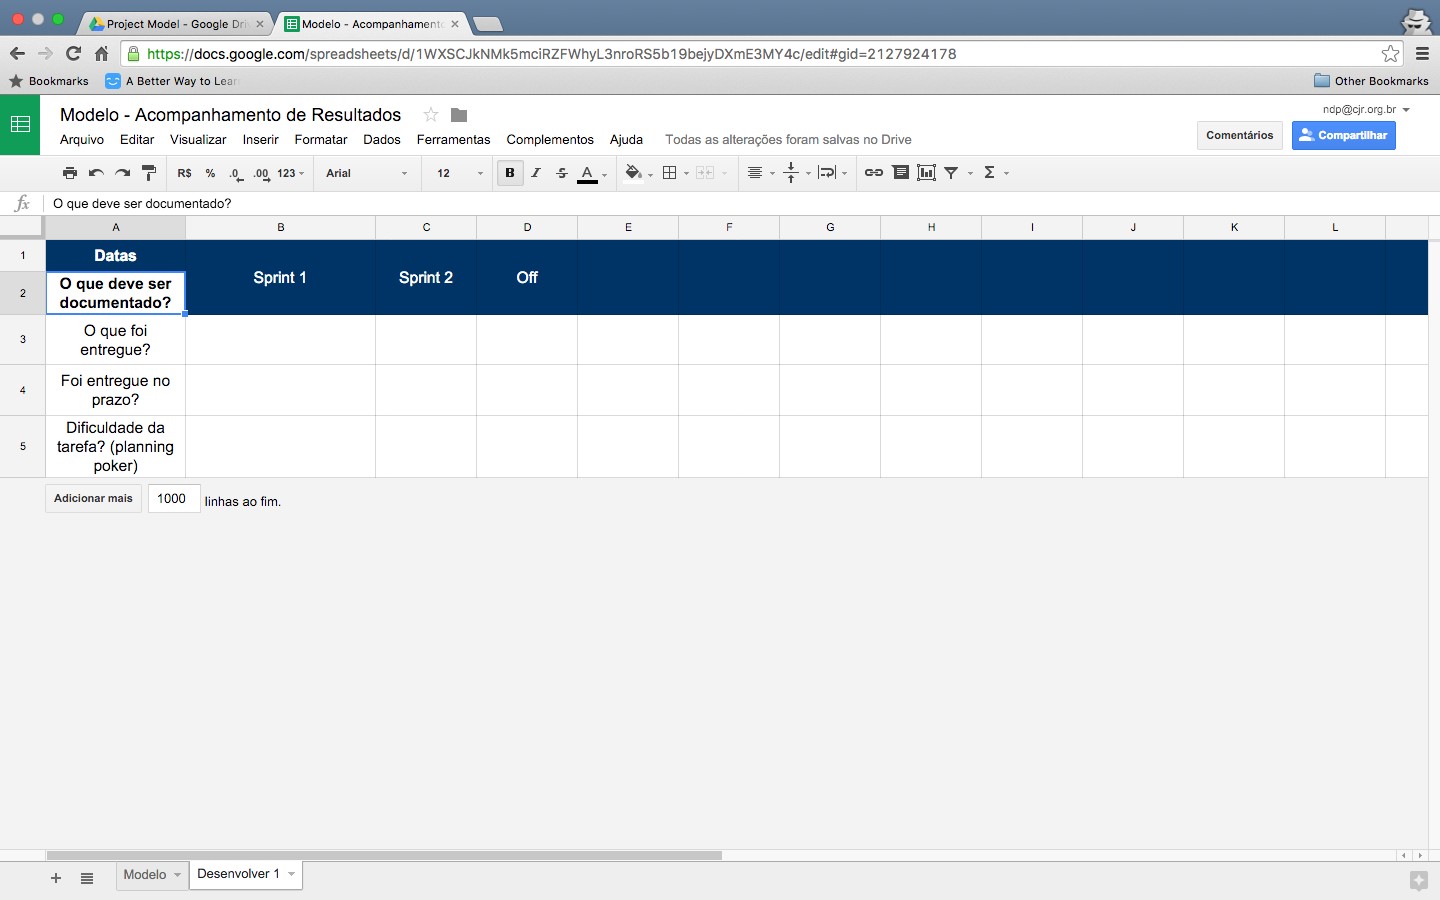 Project Model - Google Dri
Modelo - Acompanhamento
https://docs.google.com/spreadsheets/d/1WXSCJkNMk5mciRZFWhyL3nroRS5b19bejyDXmE3MY4c/edit#gid=2127924178
Bookmarks
A Better Way to Lear
Other Bookmarks
Modelo - Acompanhamento de Resultados
ndp@cjr.org.br
Arquivo Editar Visualizar Inserir Formatar Dados Ferramentas Complementos Ajuda Todas as alterações foram salvas no Drive
Comentários
Compartilhar
R$ % .0 .00 123 Arial 12 B I S A Σ
fx O que deve ser documentado?
A B C D E F G H I J K L
1 Datas
Sprint 1 Sprint 2 Off
2 O que deve ser
documentado?
3 O que foi
entregue?
4 Foi entregue no
prazo?
5 Dificuldade da
tarefa? (planning
poker)
Adicionar mais 1000 linhas ao fim.
+ Modelo Desenvolver 1